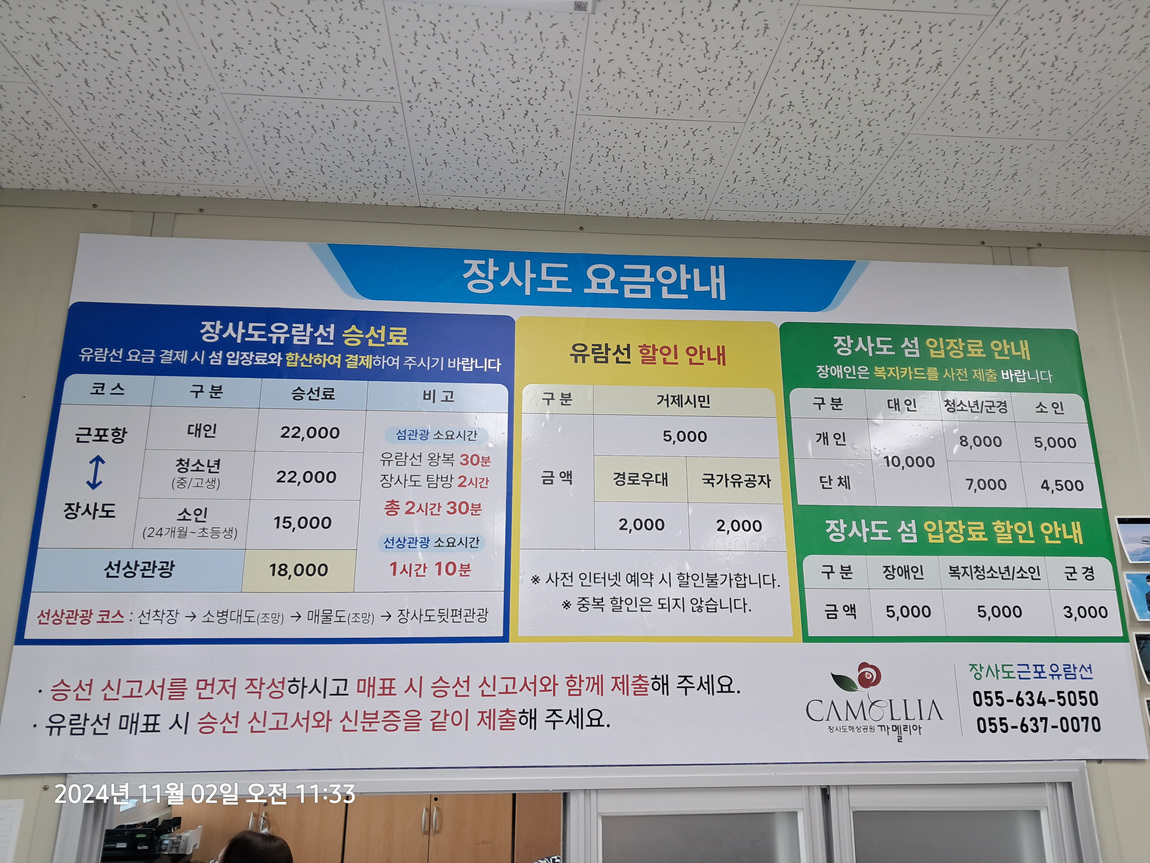 장사도 요금안내
장사도유람선 승선료
유람선 요금 결제 시 섬 입장료와 합산하여 결제하여 주시기 바랍니다
코 스 구 분 승선료 비 고
근포항 ↕ 장사도
대인 22,000
청소년 (중/고생) 22,000
소인 (24개월~초등생) 15,000
선상관광 18,000
섬관광 소요시간
유람선 왕복 30분
장사도 탐방 2시간
총 2시간 30분
선상관광 소요시간
1시간 10분
선상관광 코스 : 선착장 → 소병대도(조망) → 매물도(조망) → 장사도뒷편관광
유람선 할인 안내
구 분 거제시민
금 액 5,000
경로우대 국가유공자
2,000 2,000
※ 사전 인터넷 예약 시 할인불가합니다.
※ 중복 할인은 되지 않습니다.
장사도 섬 입장료 안내
장애인은 복지카드를 사전 제출 바랍니다
구 분 대 인 청소년/군경 소 인
개 인 10,000 8,000 5,000
단 체 7,000 4,500
장사도 섬 입장료 할인 안내
구 분 장애인 복지청소년/소인 군 경
금 액 5,000 5,000 3,000
· 승선 신고서를 먼저 작성하시고 매표 시 승선 신고서와 함께 제출해 주세요.
· 유람선 매표 시 승선 신고서와 신분증을 같이 제출해 주세요.
CAMELLIA
장사도해상공원 까멜리아
장사도근포유람선
055-634-5050
055-637-0070
2024년 11월 02일 오전 11:33